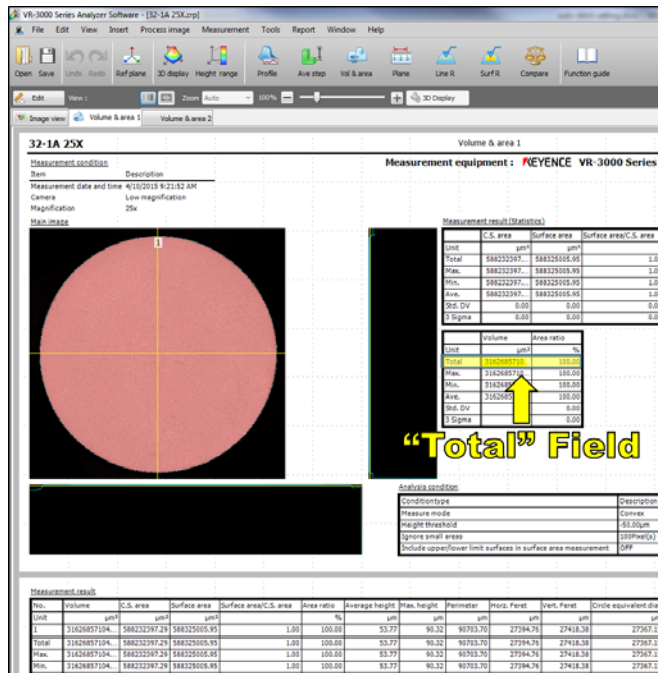 VR-3000 Series Analyzer Software - [32-1A 25X.zrp]
File Edit View Insert Process image Measurement Tools Report Window Help
Open Save Undo Redo Ref plane 3D display Height range Profile Ave step Vol & area Plane Line R. Surf R. Compare Function guide
Edit View : Zoom Auto 100% 3D Display
Image view Volume & area 1 Volume & area 2
32-1A 25X Volume & area 1
Measurement condition Measurement equipment : KEYENCE VR-3000 Series
Item Description
Measurement date and time 4/10/2015 9:21:52 AM
Camera Low magnification
Magnification 25x
Main image
1
Measurement result (Statistics)
C.S. area Surface area Surface area/C.S. area
Unit µm² µm²
Total 588232397... 588325005.95 1.0
Max. 588232397... 588325005.95 1.0
Min. 588232397... 588325005.95 1.0
Ave. 588232397... 588325005.95 1.0
Std. DV 0.00 0.00 0.0
3 Sigma 0.00 0.00 0.0
Volume Area ratio
Unit µm³ %
Total 3162685710... 100.00
Max. 3162685710... 100.00
Min. 316268 100.00
Ave. 316268 100.00
Std. DV 0.00
3 Sigma 0.00
“Total” Field
Analysis condition
Condition type Description
Measure mode Convex
Height threshold -50.00µm
Ignore small areas 100Pixel(s)
Include upper/lower limit surfaces in surface area measurement OFF
Measurement result
No. Volume C.S. area Surface area Surface area/C.S. area Area ratio Average height Max. height Perimeter Horz. Feret Vert. Feret Circle equivalent dia
Unit µm³ µm² µm² % µm µm µm µm µm µm
1 31626857104... 588232397.29 588325005.95 1.00 100.00 53.77 90.32 90703.70 27394.76 27418.38 27367.1
Total 31626857104... 588232397.29 588325005.95 1.00 100.00 53.77 90.32 90703.70 27394.76 27418.38 27367.1
Max. 31626857104... 588232397.29 588325005.95 1.00 100.00 53.77 90.32 90703.70 27394.76 27418.38 27367.1
Min. 31626857104... 588232397.29 588325005.95 1.00 100.00 53.77 90.32 90703.70 27394.76 27418.38 27367.1